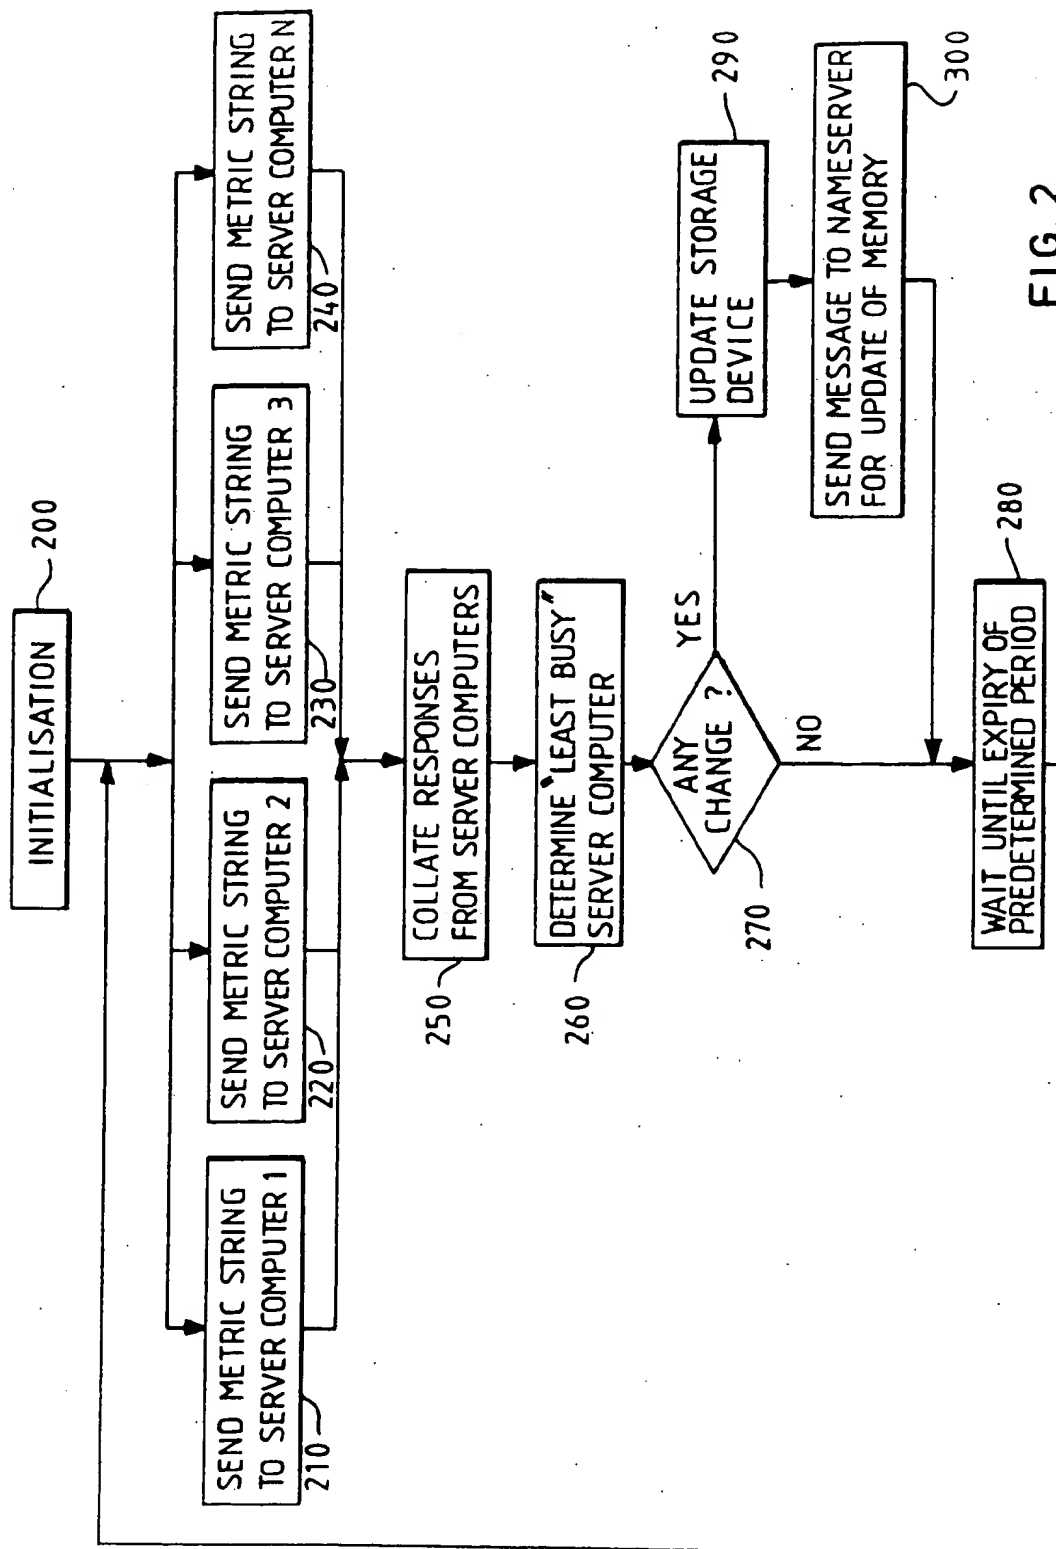 INITIALISATION
200
SEND METRIC STRING
TO SERVER COMPUTER 1
210
SEND METRIC STRING
TO SERVER COMPUTER 2
220
SEND METRIC STRING
TO SERVER COMPUTER 3
230
SEND METRIC STRING
TO SERVER COMPUTER N
240
COLLATE RESPONSES
FROM SERVER COMPUTERS
250
DETERMINE "LEAST BUSY"
SERVER COMPUTER
260
ANY
CHANGE ?
270
YES
NO
UPDATE STORAGE
DEVICE
290
SEND MESSAGE TO NAMESERVER
FOR UPDATE OF MEMORY
300
WAIT UNTIL EXPIRY OF
PREDETERMINED PERIOD
280
FIG. 2